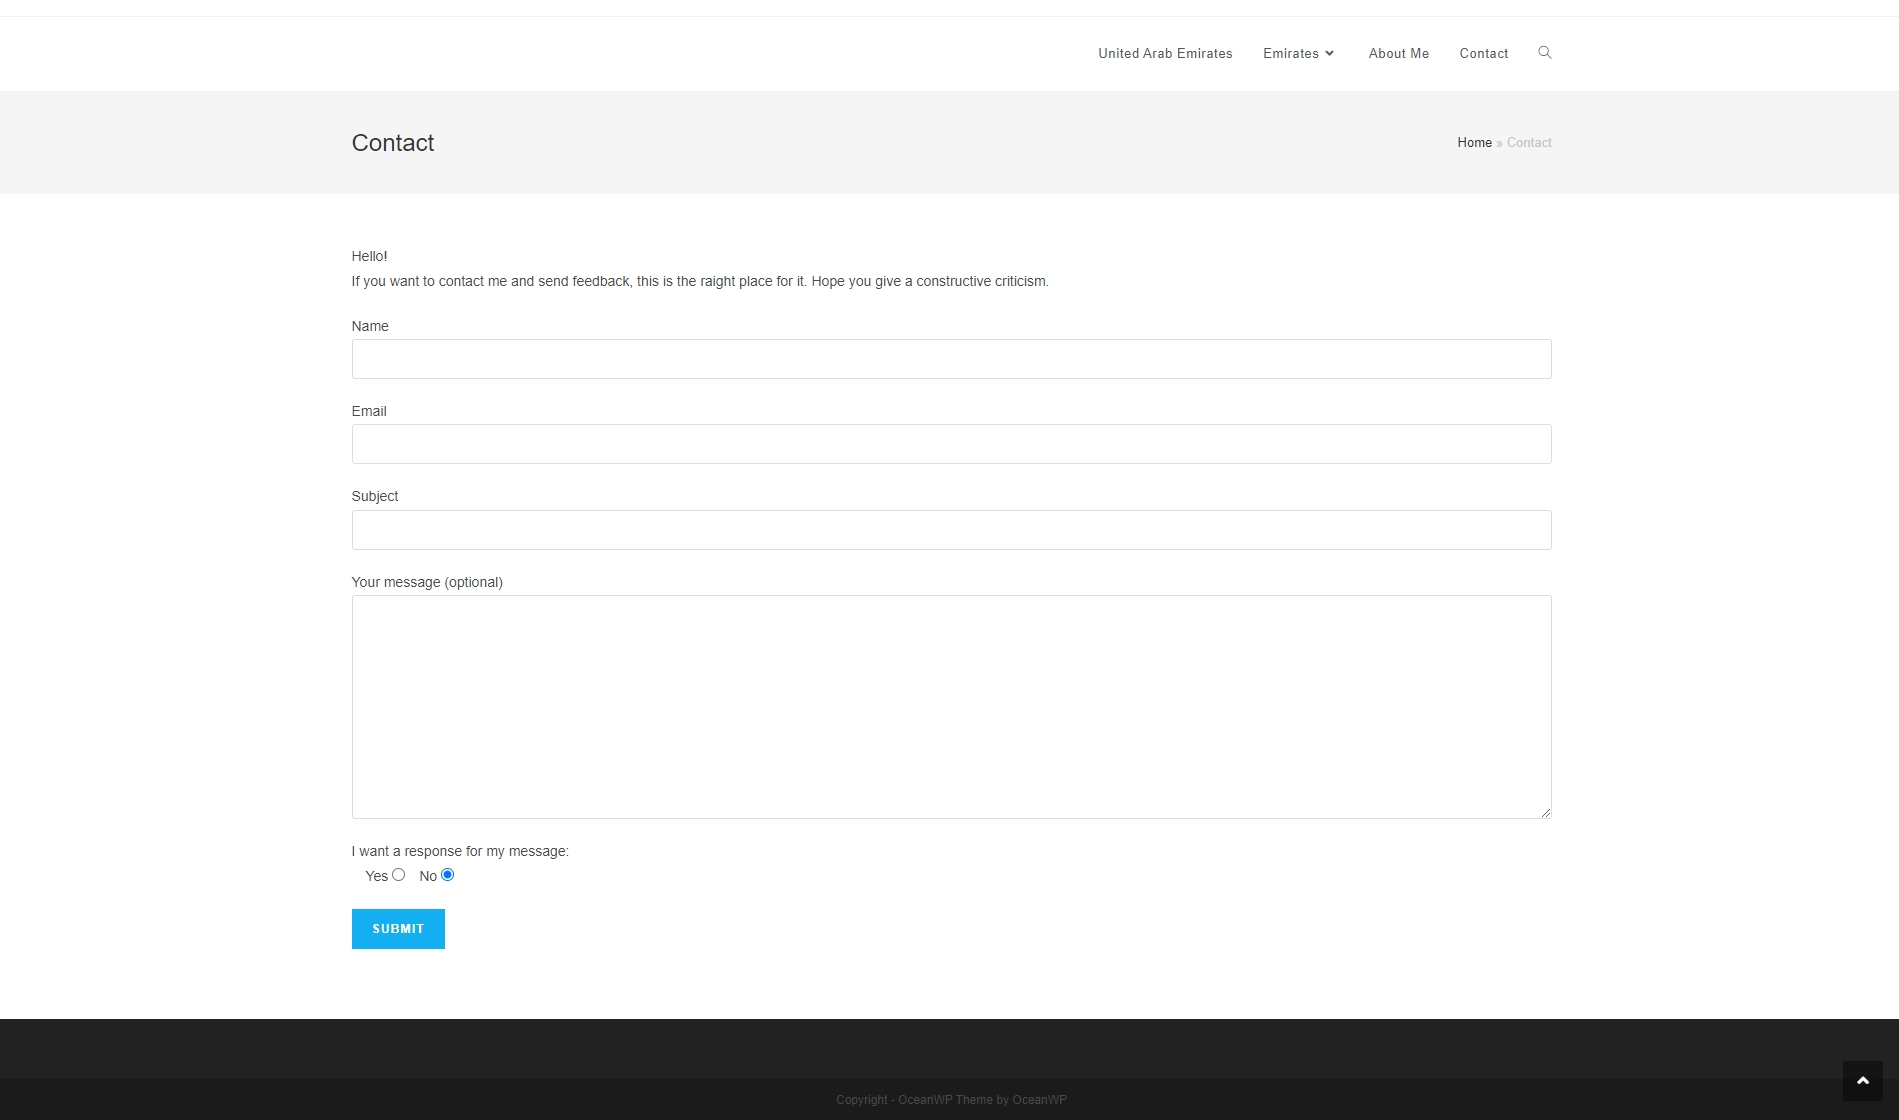 United Arab Emirates Emirates About Me Contact
Contact
Home » Contact
Hello!
If you want to contact me and send feedback, this is the raight place for it. Hope you give a constructive criticism.
Name
Email
Subject
Your message (optional)
I want a response for my message:
Yes No
SUBMIT
Copyright - OceanWP Theme by OceanWP